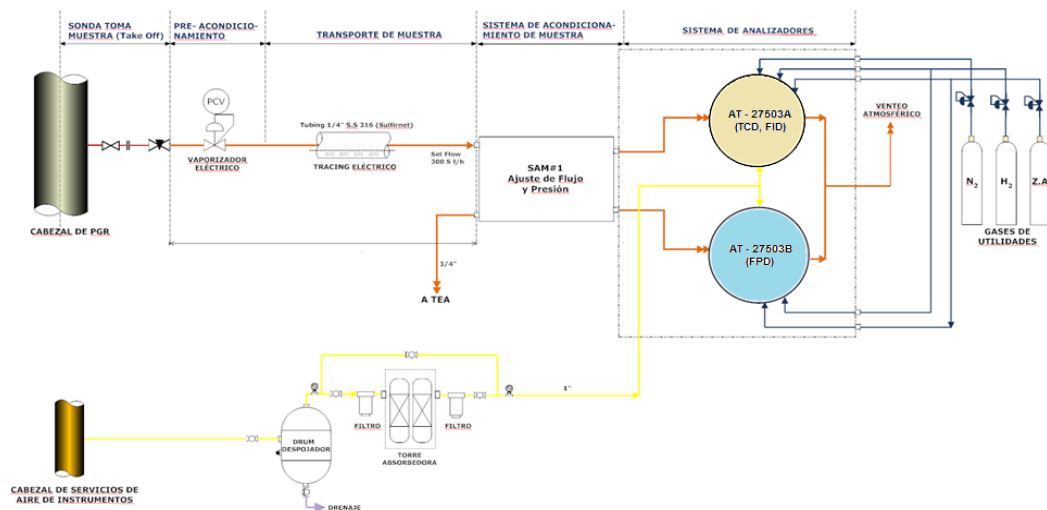 SONDA TOMA
MUESTRA (Take Off)
PRE- ACONDICIO-
NAMIENTO
TRANSPORTE DE MUESTRA
SISTEMA DE ACONDICIONA-
MIENTO DE MUESTRA
SISTEMA DE ANALIZADORES
PCV
VAPORIZADOR
ELÉCTRICO
Tubing 1/4" S.S 316 (Sulfirnet)
TRACING ELÉCTRICO
Set Flow
300 S l/h
SAM#1
Ajuste de Flujo
y Presión
AT - 27503A
(TCD, FID)
AT - 27503B
(FPD)
VENTEO
ATMOSFÉRICO
N2
H2
Z.A
GASES DE
UTILIDADES
CABEZAL DE PGR
3/4"
A TEA
1"
FILTRO
FILTRO
TORRE
ABSORBEDORA
DRUM
DESPOJADOR
DRENAJE
CABEZAL DE SERVICIOS DE
AIRE DE INSTRUMENTOS